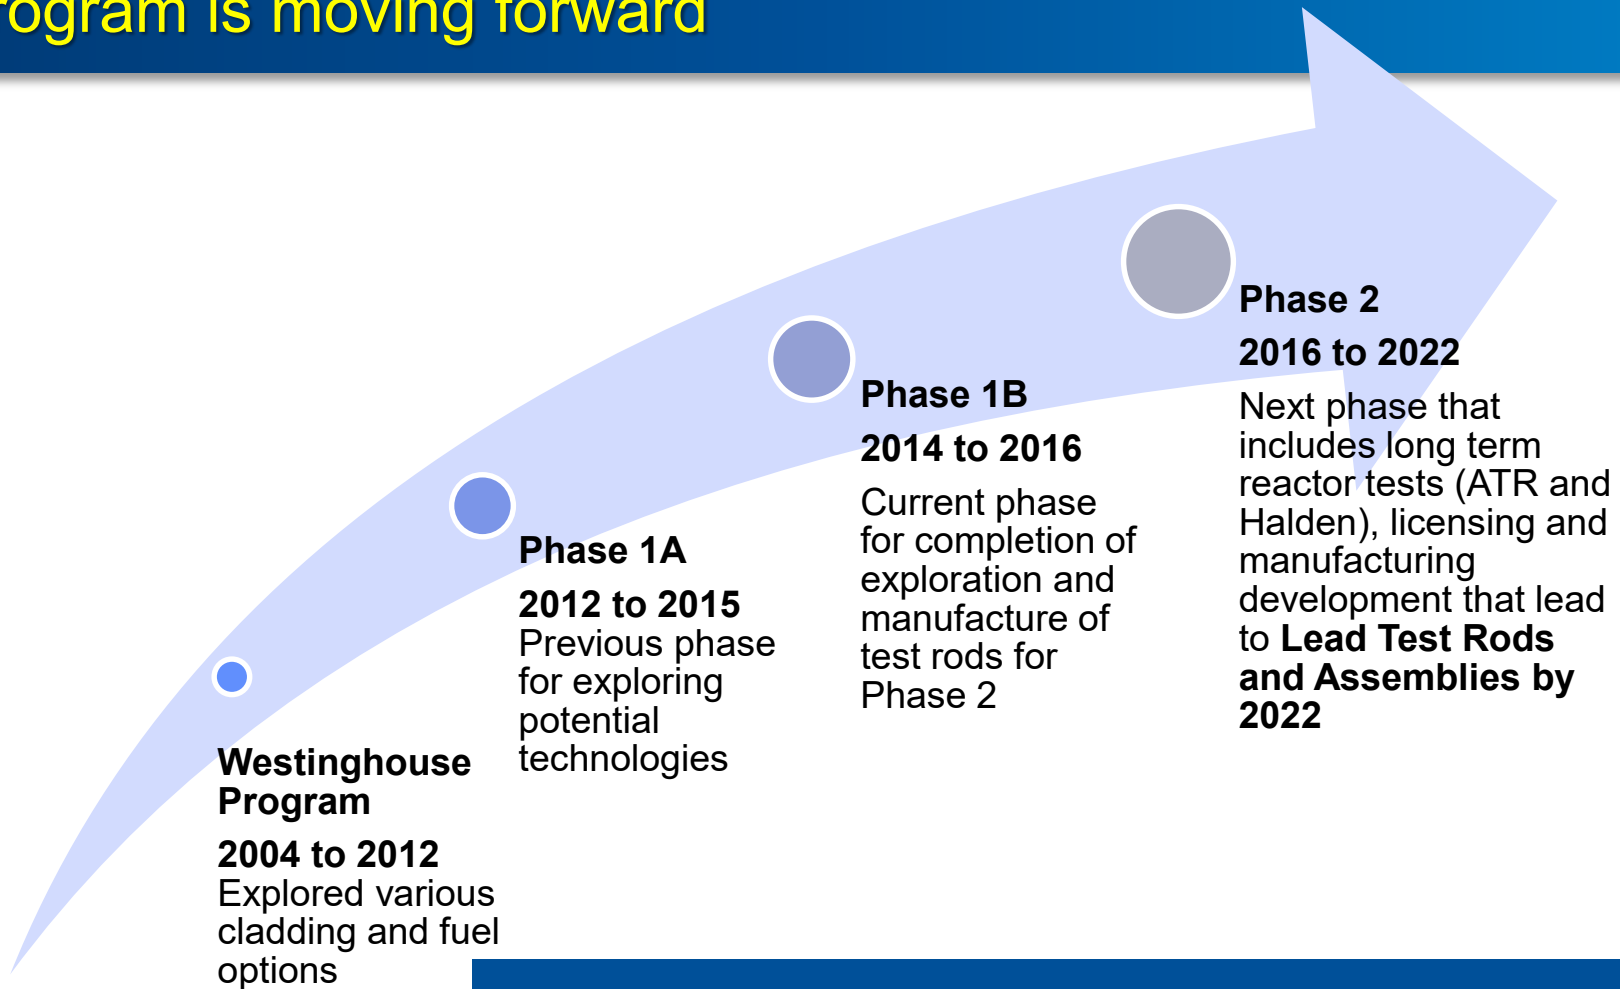 rogram is moving forward
Westinghouse
Program
2004 to 2012
Explored various
cladding and fuel
options
Phase 1A
2012 to 2015
Previous phase
for exploring
potential
technologies
Phase 1B
2014 to 2016
Current phase
for completion of
exploration and
manufacture of
test rods for
Phase 2
Phase 2
2016 to 2022
Next phase that
includes long term
reactor tests (ATR and
Halden), licensing and
manufacturing
development that lead
to Lead Test Rods
and Assemblies by
2022